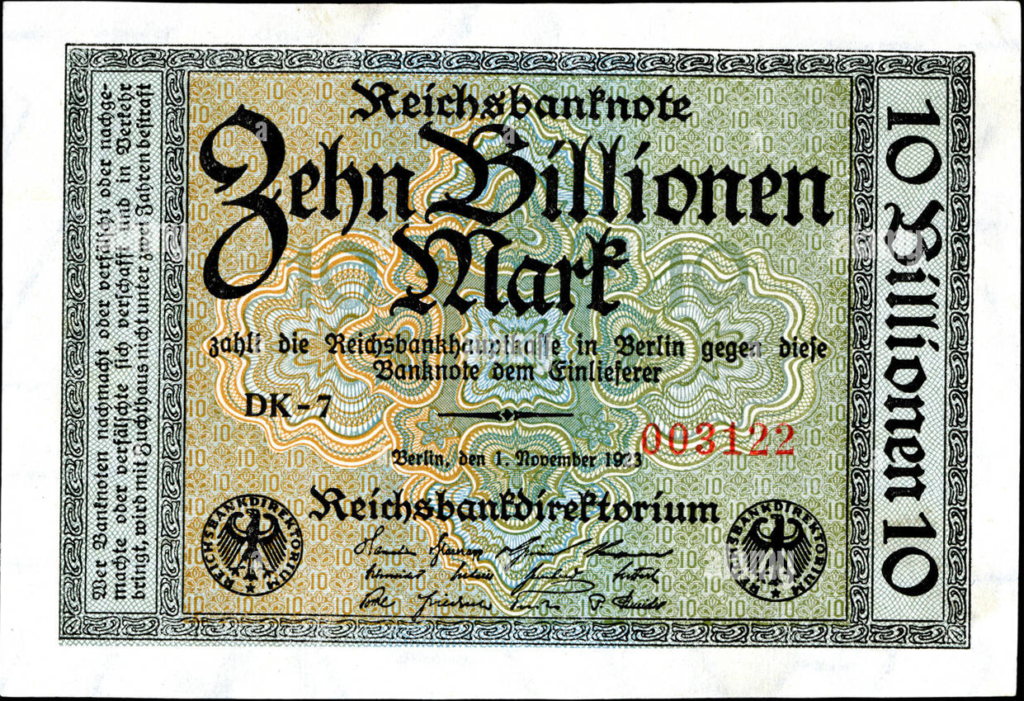 Reichsbanknote
Zehn Billionen
Mark
zahlt die Reichsbankhauptkasse in Berlin gegen diese
Banknote dem Einlieferer
DK-7
003122
Berlin, den 1. November 1923
Reichsbankdirektorium
REICHSBANKDIREKTORIUM
REICHSBANKDIREKTORIUM
Wer Banknoten nachmacht oder verfälscht oder nachge-
machte oder verfälschte sich verschafft und in Verkehr
bringt, wird mit Zuchthaus nicht unter zwei Jahren bestraft
10 Billionen 10